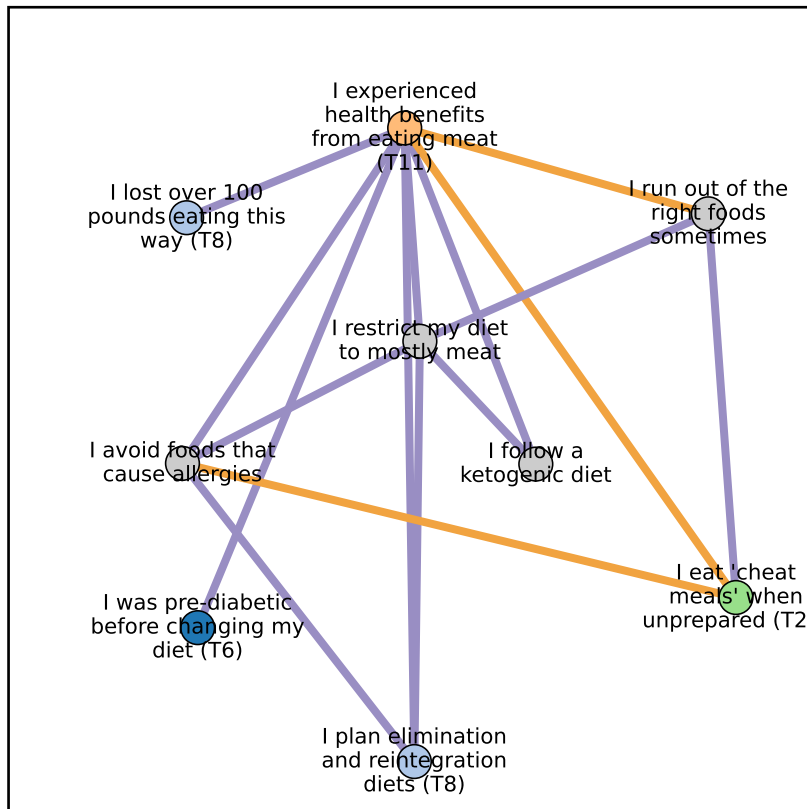 I experienced
health benefits
from eating meat
(T11)
I lost over 100
pounds eating this
way (T8)
I run out of the
right foods
sometimes
I restrict my diet
to mostly meat
I avoid foods that
cause allergies
I follow a
ketogenic diet
I eat 'cheat
meals' when
unprepared (T2
I was pre-diabetic
before changing my
diet (T6)
I plan elimination
and reintegration
diets (T8)